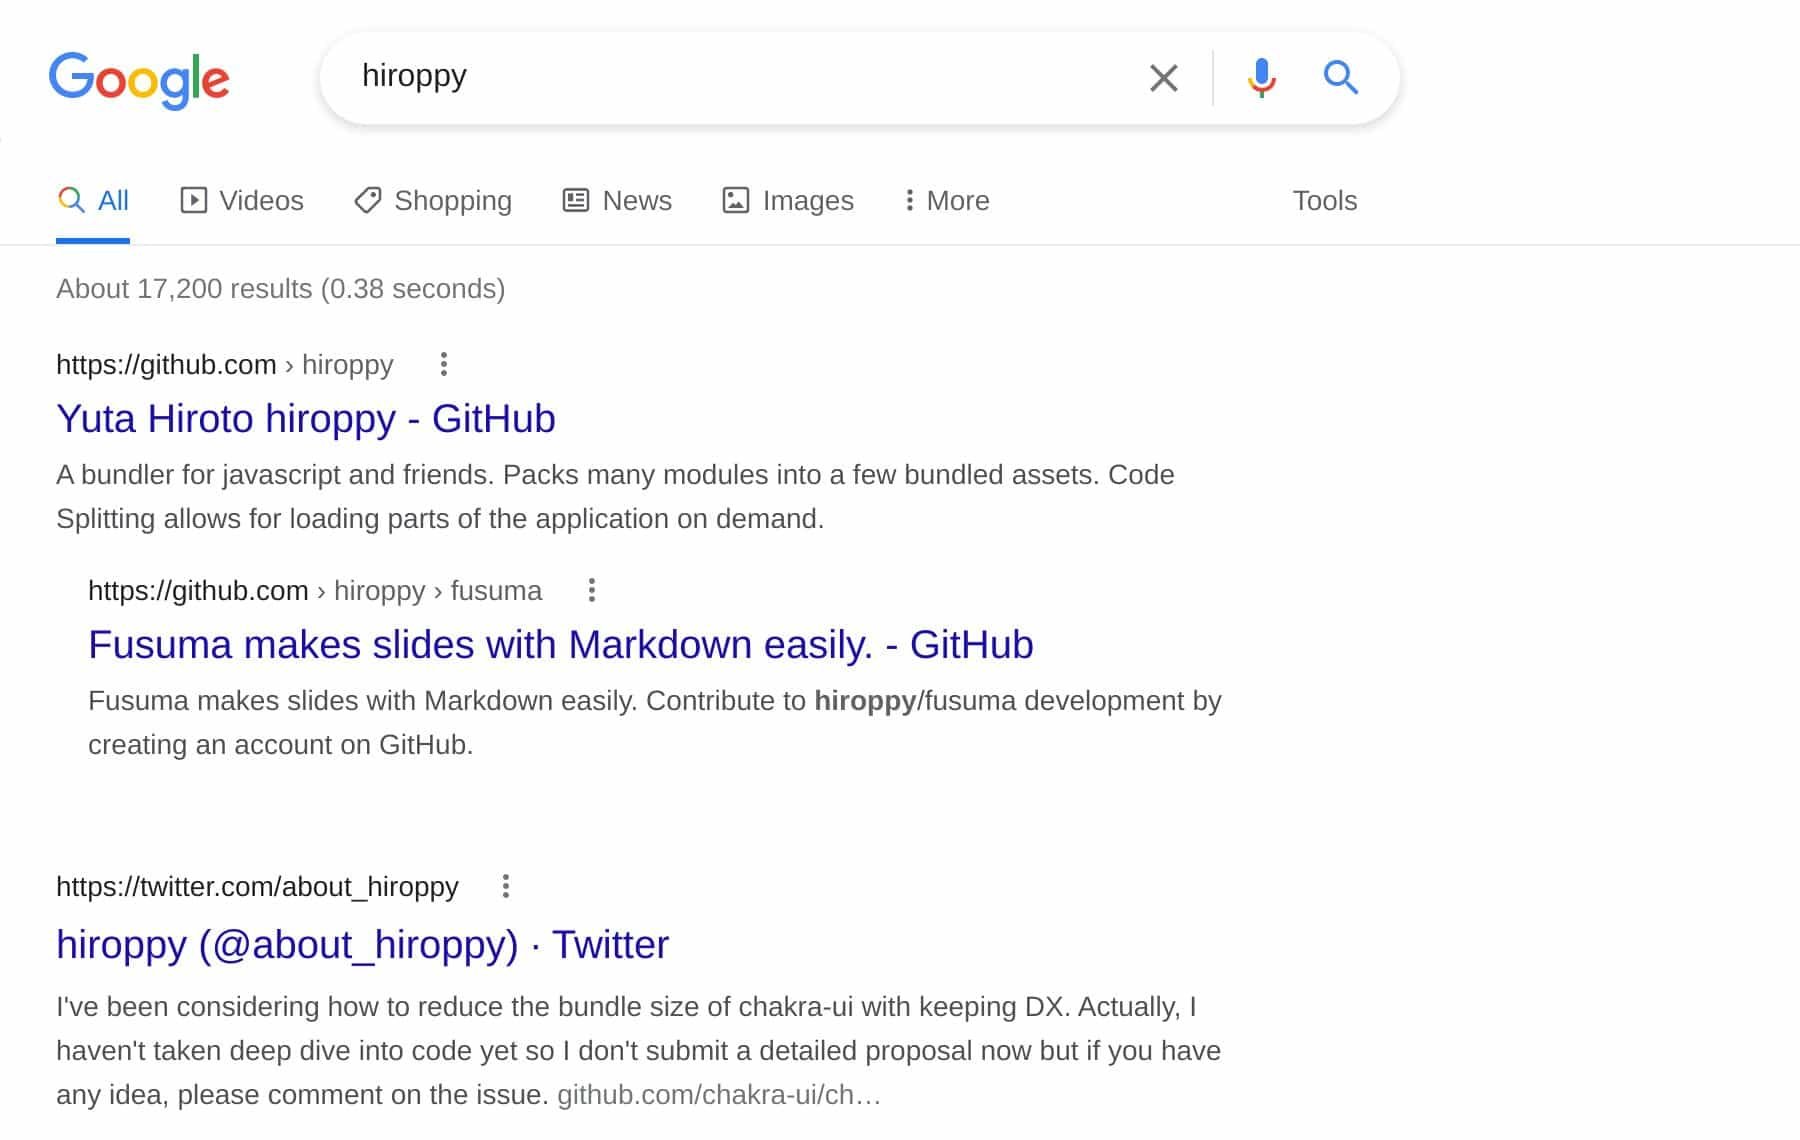 Google
hiroppy
All Videos Shopping News Images More Tools
About 17,200 results (0.38 seconds)
https://github.com › hiroppy
Yuta Hiroto hiroppy - GitHub
A bundler for javascript and friends. Packs many modules into a few bundled assets. Code
Splitting allows for loading parts of the application on demand.
https://github.com › hiroppy › fusuma
Fusuma makes slides with Markdown easily. - GitHub
Fusuma makes slides with Markdown easily. Contribute to hiroppy/fusuma development by
creating an account on GitHub.
https://twitter.com/about_hiroppy
hiroppy (@about_hiroppy) · Twitter
I've been considering how to reduce the bundle size of chakra-ui with keeping DX. Actually, I
haven't taken deep dive into code yet so I don't submit a detailed proposal now but if you have
any idea, please comment on the issue. github.com/chakra-ui/ch…